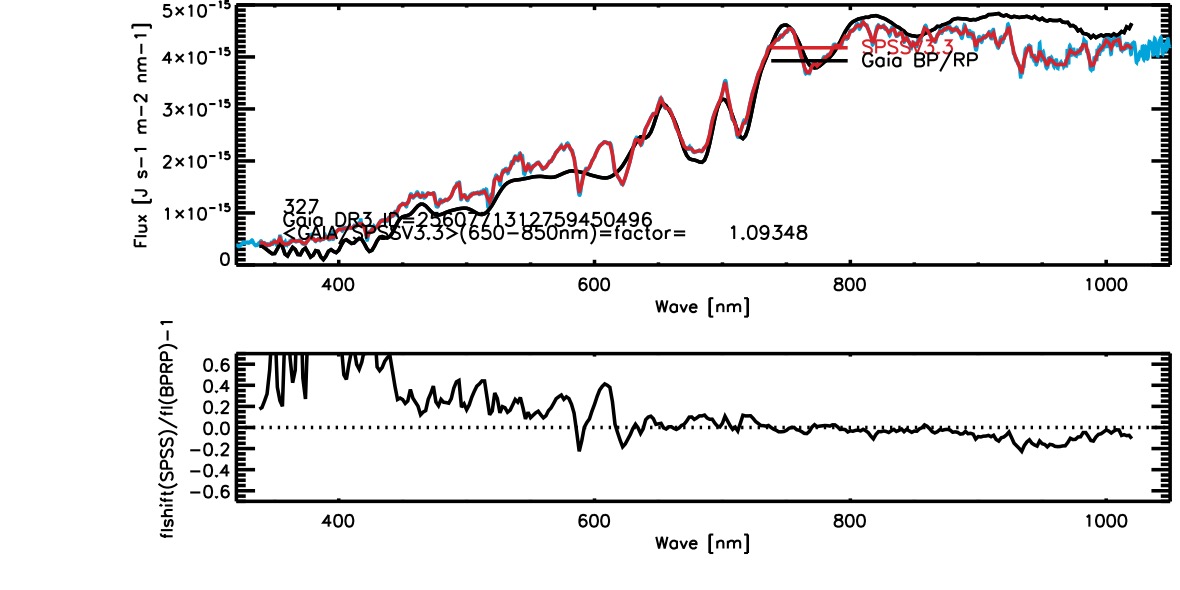 5×10−15
4×10−15
3×10−15
2×10−15
1×10−15
0
Flux [J s−1 m−2 nm−1]
SPSSV3.3
Gaia BP/RP
327
Gaia DR3 ID=2560771312759450496
<GAIA/SPSSV3.3>(650−850nm)=factor= 1.09348
400 600 800 1000
Wave [nm]
flshift(SPSS)/fl(BPRP)−1
0.6
0.4
0.2
0.0
−0.2
−0.4
−0.6
400 600 800 1000
Wave [nm]